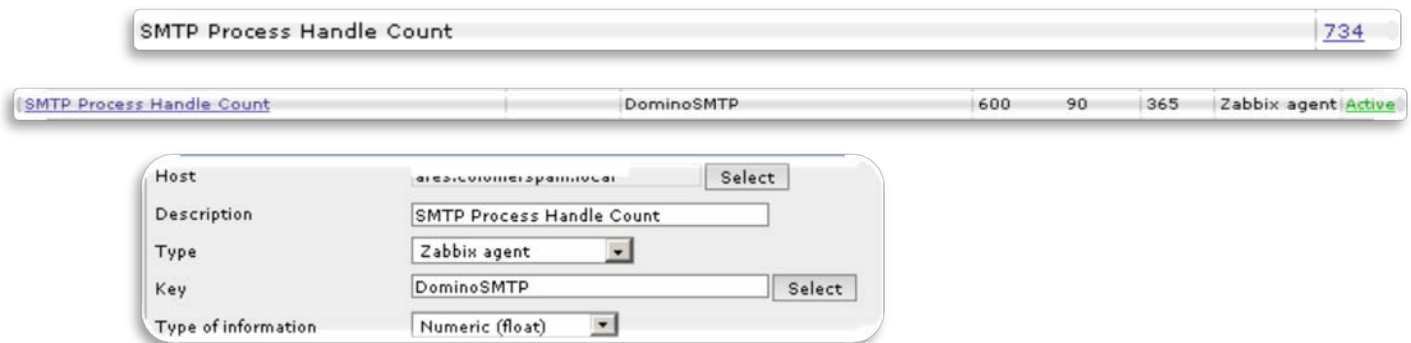 SMTP Process Handle Count 734
SMTP Process Handle Count DominoSMTP 600 90 365 Zabbix agent Active
Host Select
Description SMTP Process Handle Count
Type Zabbix agent
Key DominoSMTP Select
Type of information Numeric (float)